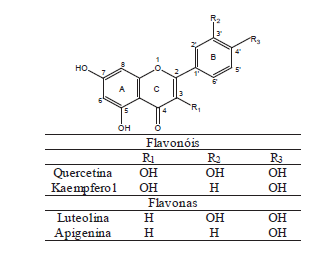 R2
3'
2'
4'
R3
B
8
1
HO
7
O
2
1'
5'
A
C
6'
6
3
5
4
R1
OH
O
Flavonóis
R1 R2 R3
Quercetina OH OH OH
Kaempferol OH H OH
Flavonas
Luteolina H OH OH
Apigenina H H OH